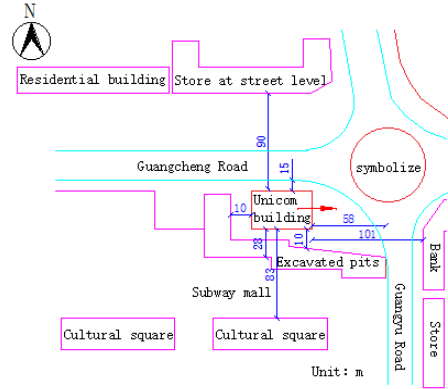 N
Residential building
Store at street level
90
Guangcheng Road
15
symbolize
Unicom
building
10
58
28
10
101
83
Excavated pits
Bank
Subway mall
Guangyu Road
Cultural square
Cultural square
Store
Unit: m